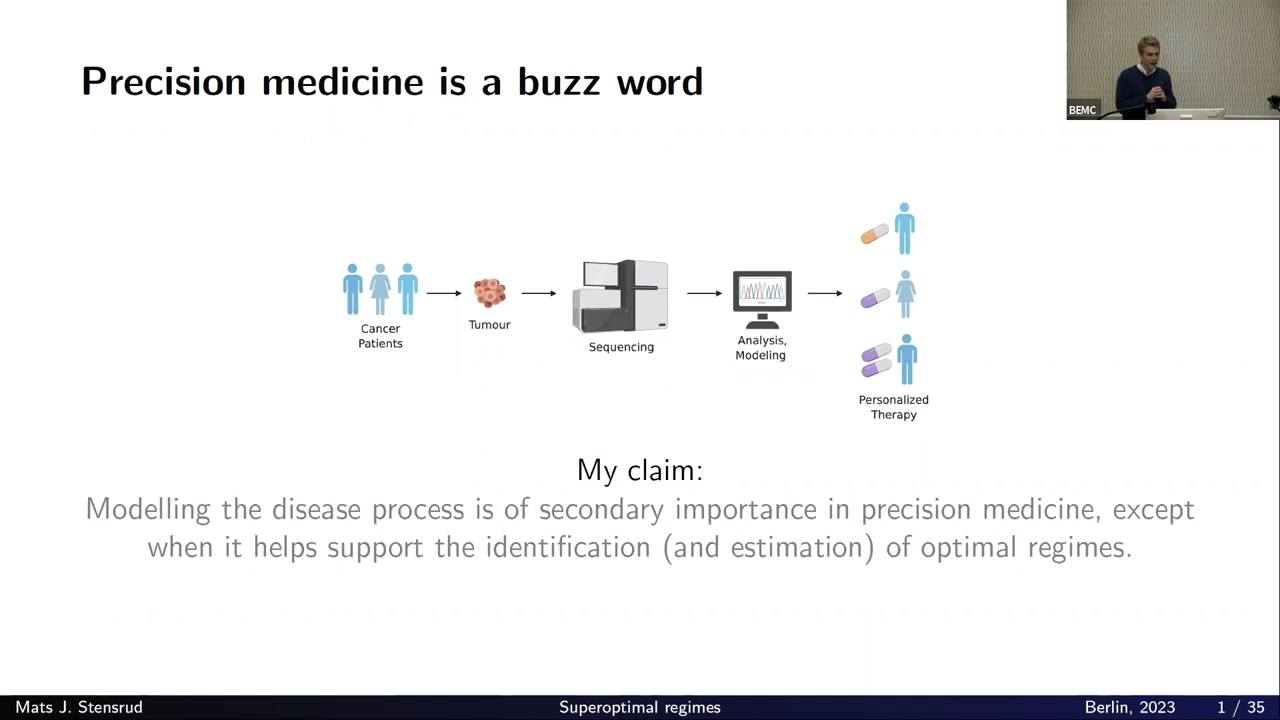 Precision medicine is a buzz word
BEMC
Cancer
Patients
Tumour
Sequencing
Analysis,
Modeling
Personalized
Therapy
My claim:
Modelling the disease process is of secondary importance in precision medicine, except
when it helps support the identification (and estimation) of optimal regimes.
Mats J. Stensrud
Superoptimal regimes
Berlin, 2023
1 / 35